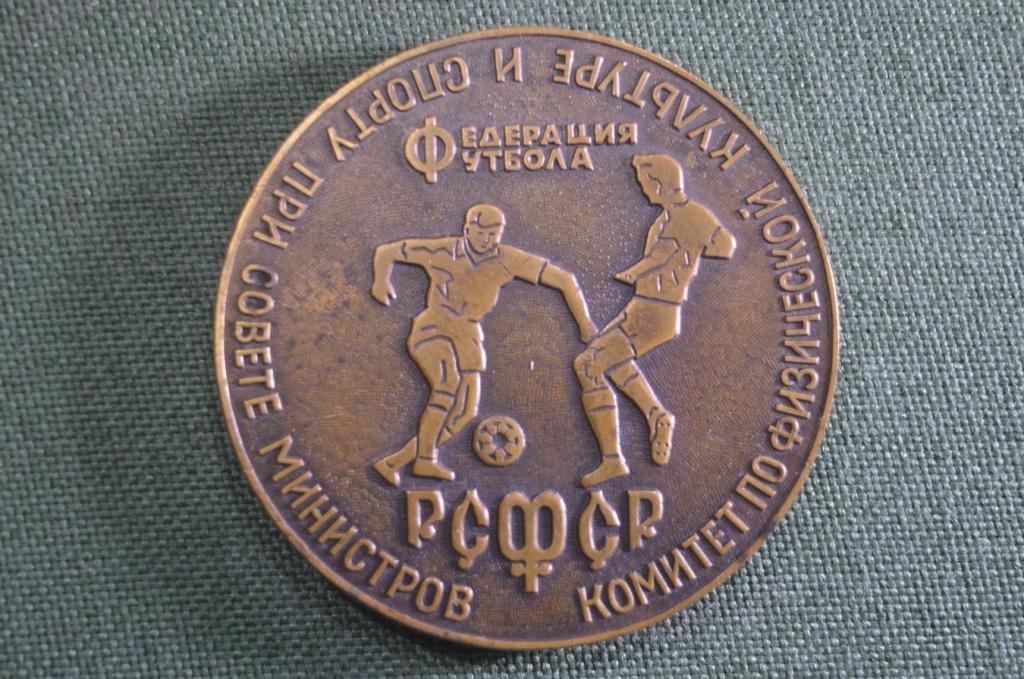 КОМИТЕТ ПО ФИЗИЧЕСКОЙ КУЛЬТУРЕ И СПОРТУ ПРИ СОВЕТЕ МИНИСТРОВ
ФЕДЕРАЦИЯ
ФУТБОЛА
РСФСР